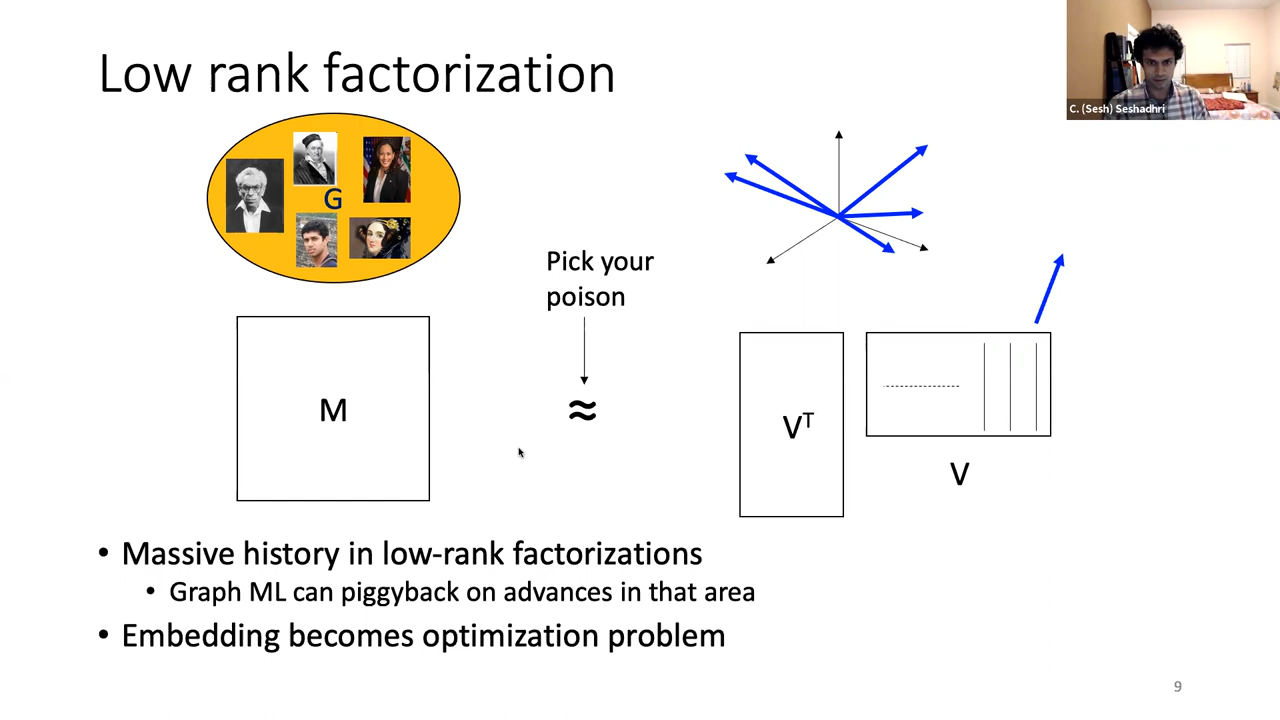 Low rank factorization
C. (Sesh) Seshadhri
G
Pick your
poison
M
≈
Vᵀ
V
• Massive history in low-rank factorizations
• Graph ML can piggyback on advances in that area
• Embedding becomes optimization problem
9